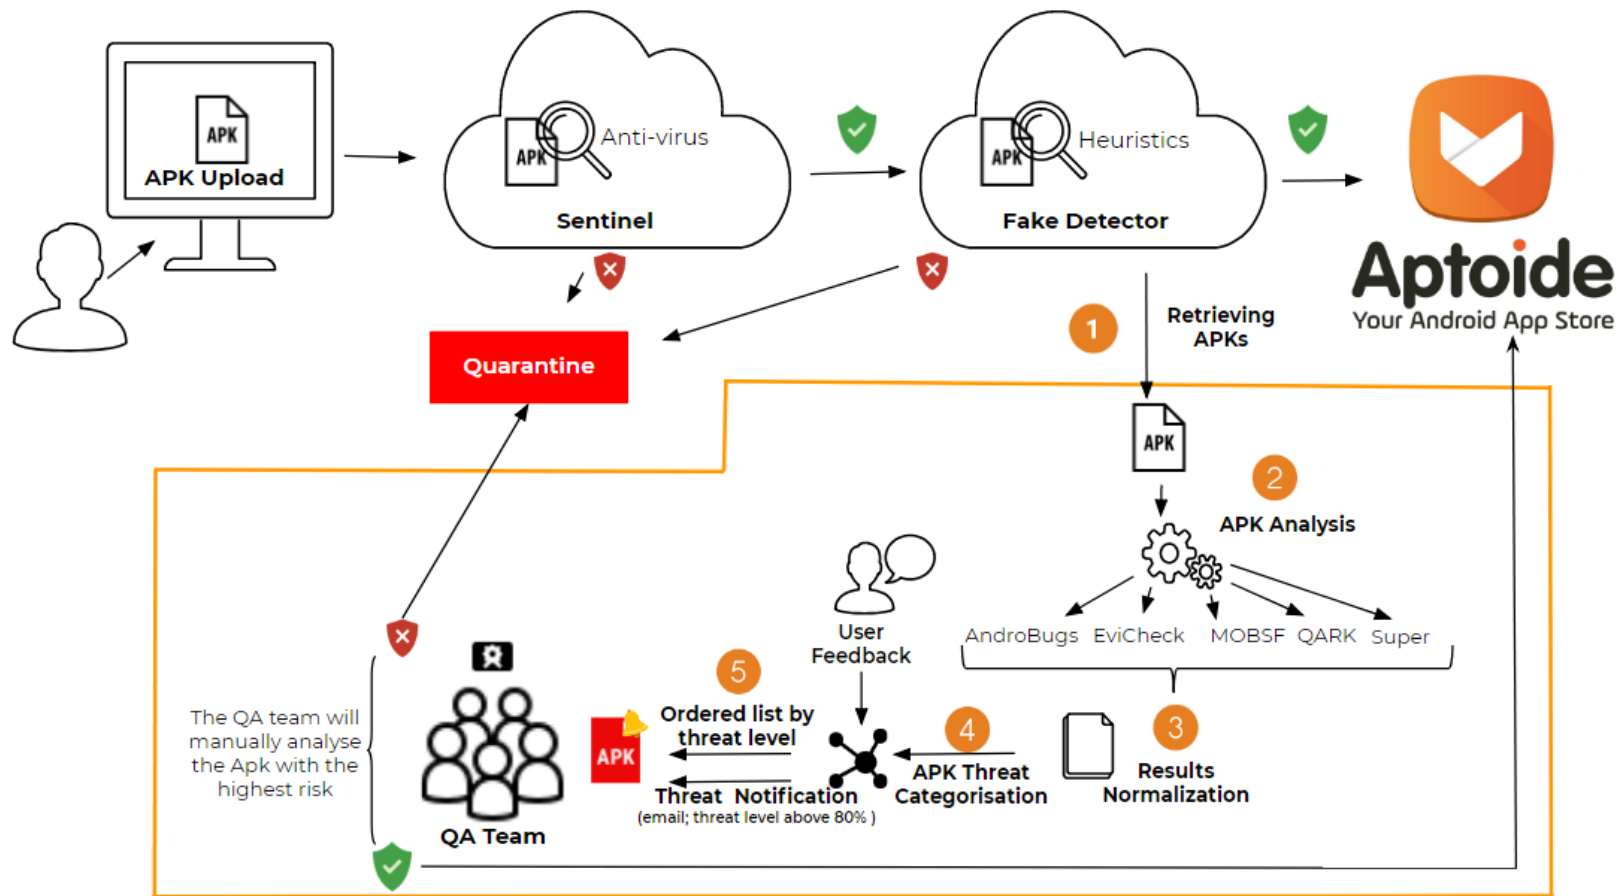 APK
APK Upload
APK
Anti-virus
Sentinel
APK
Heuristics
Fake Detector
Aptoide
Your Android App Store
Quarantine
1
Retrieving
APKs
APK
2
APK Analysis
AndroBugs
EviCheck
MOBSF
QARK
Super
User
Feedback
3
Results
Normalization
4
APK Threat
Categorisation
5
Ordered list by
threat level
Threat Notification
(email; threat level above 80% )
APK
QA Team
The QA team will
manually analyse
the Apk with the
highest risk